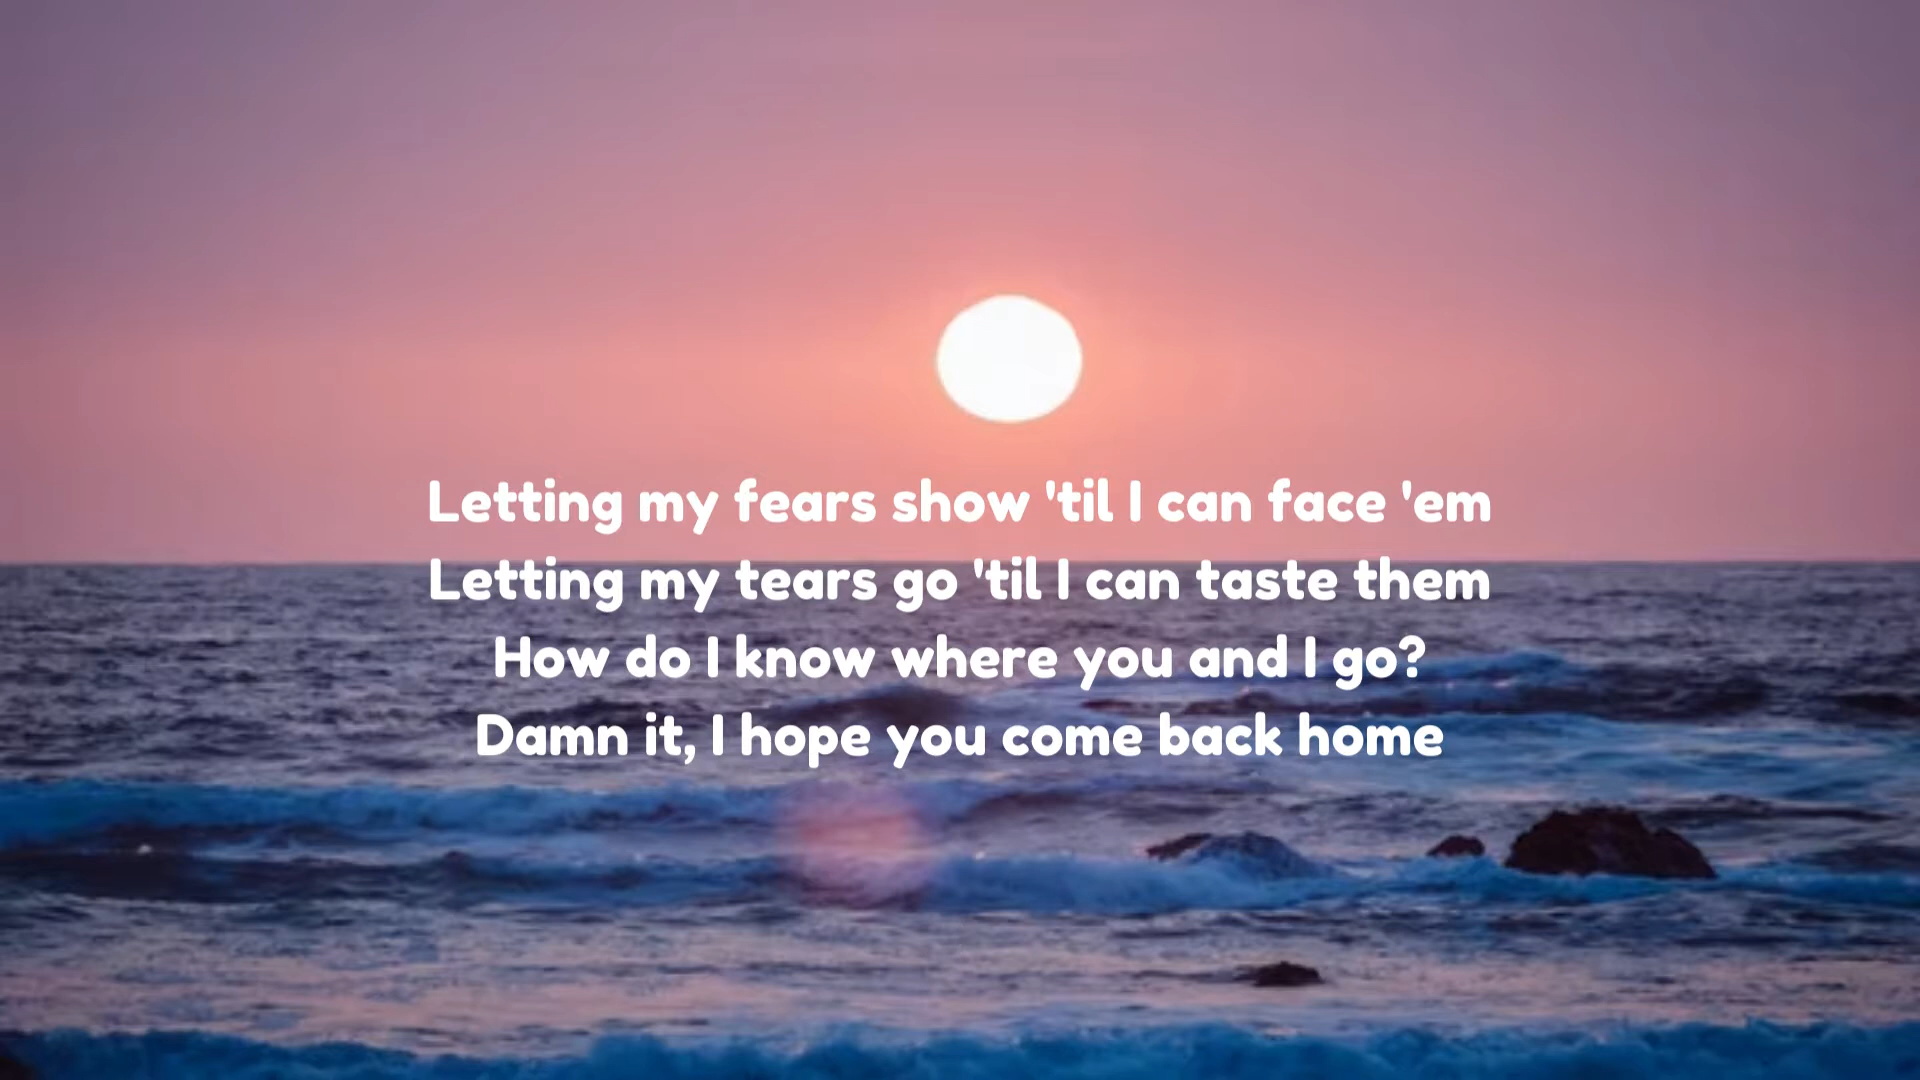 Letting my fears show 'til I can face 'em
Letting my tears go 'til I can taste them
How do I know where you and I go?
Damn it, I hope you come back home